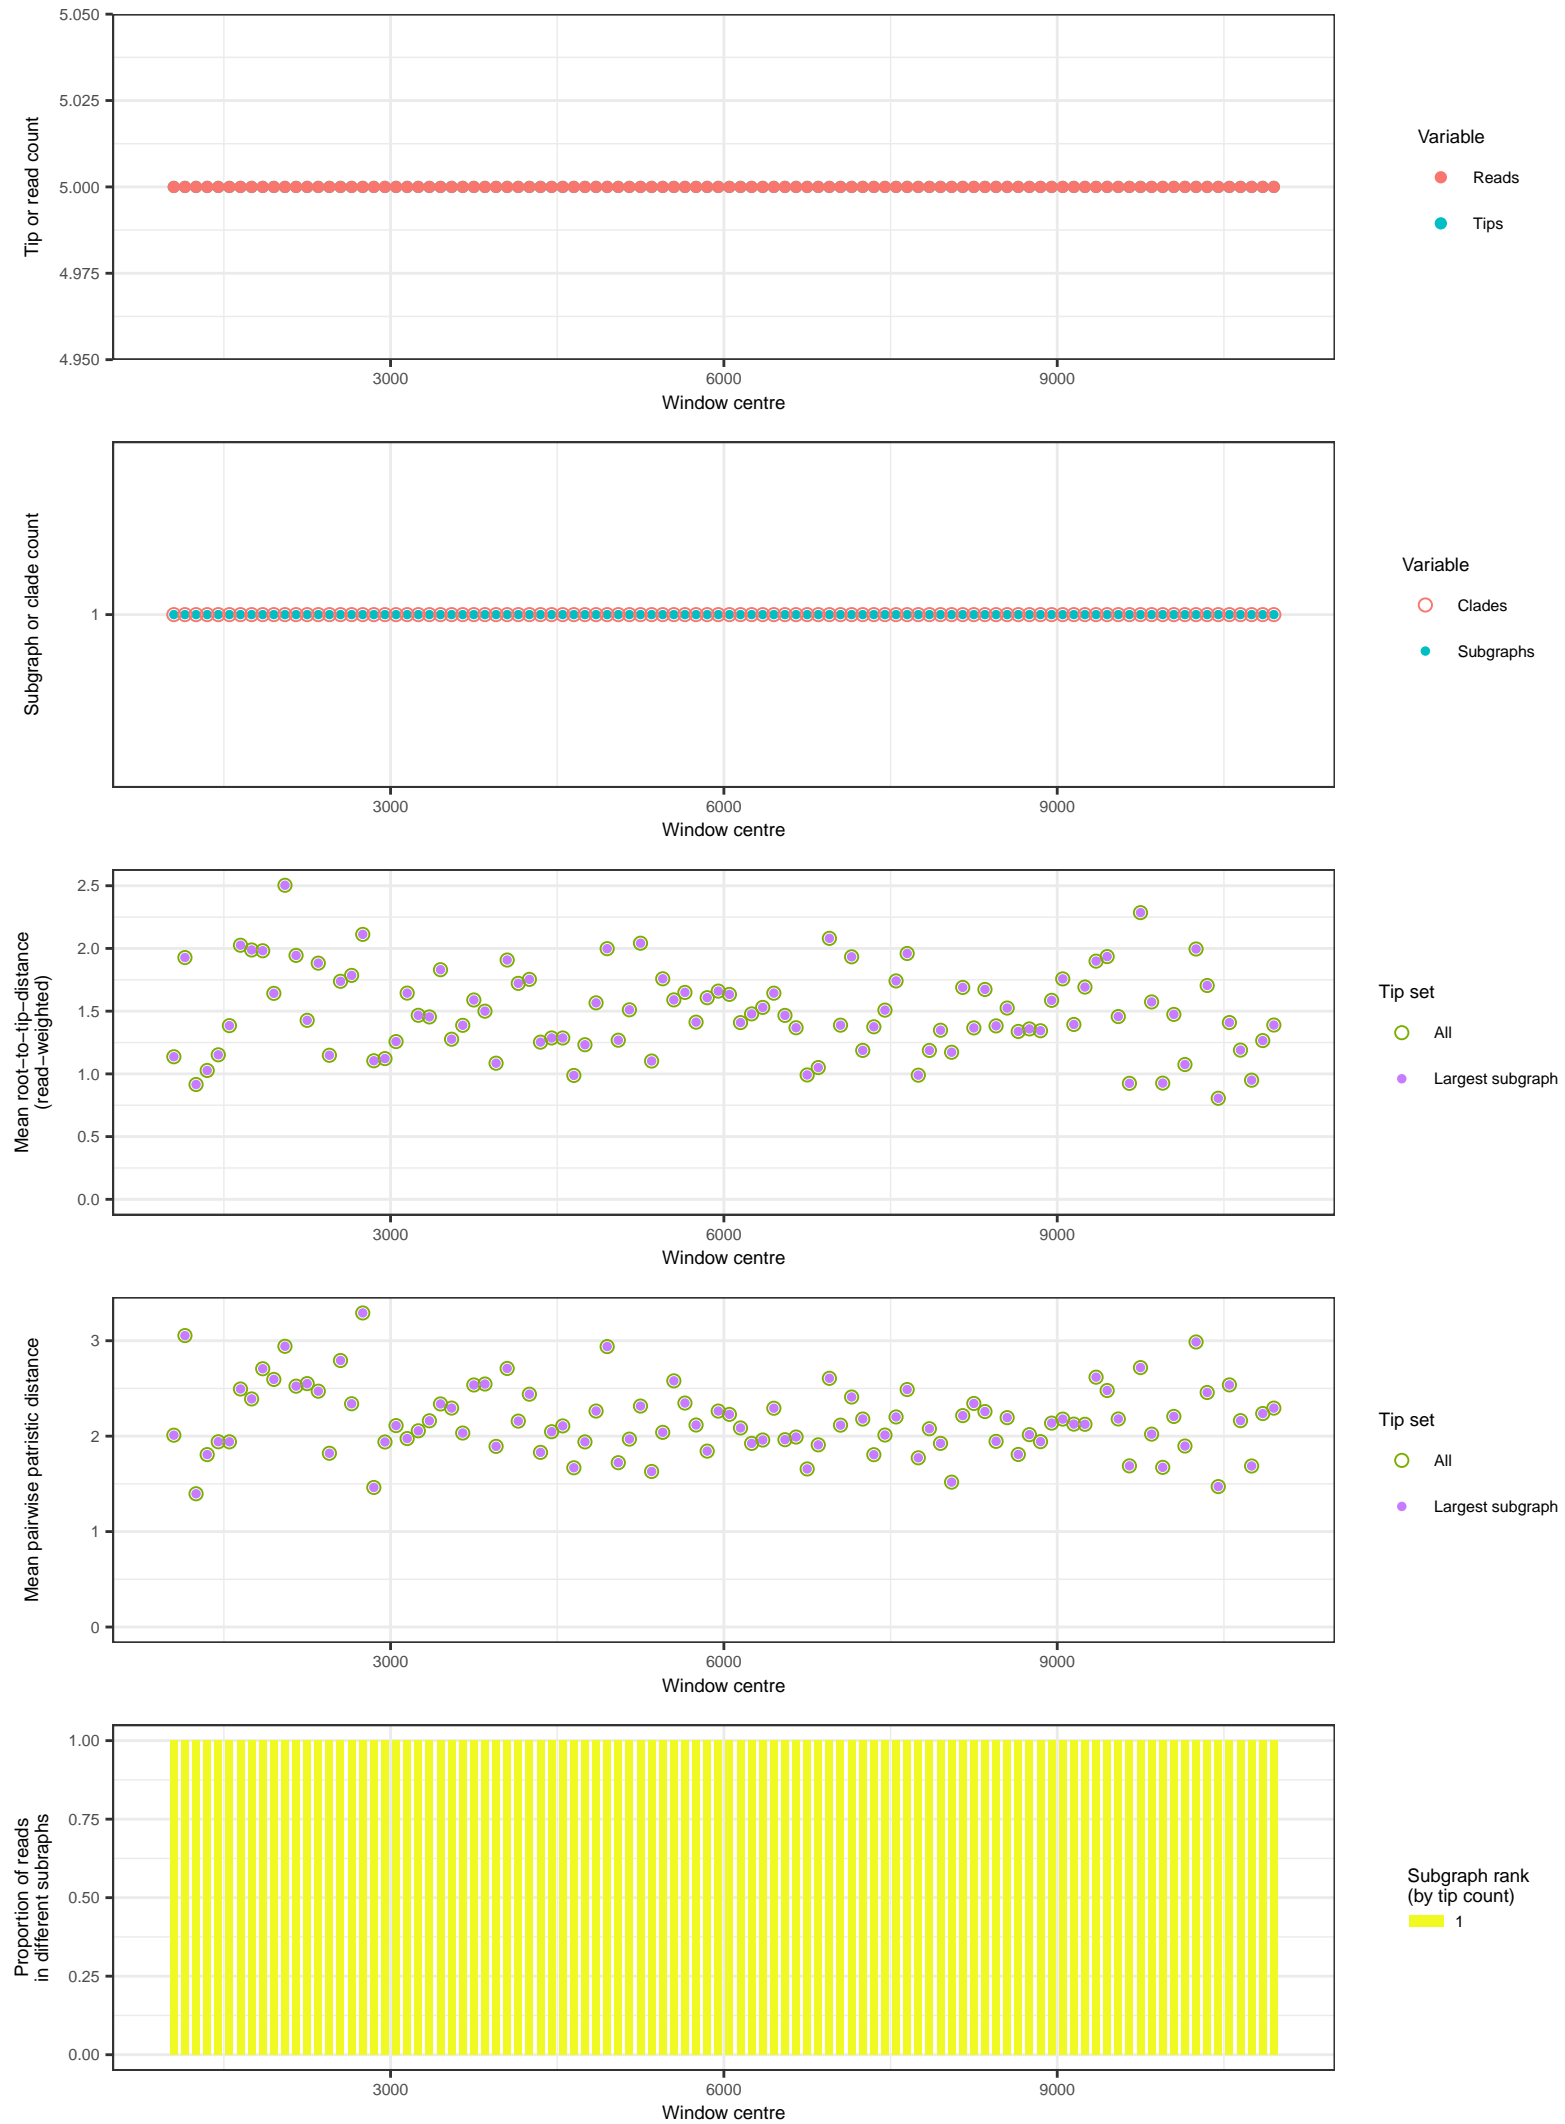 5.050
5.025
5.000
4.975
4.950
Tip or read count
3000 6000 9000
Window centre
Variable
Reads
Tips
1
Subgraph or clade count
3000 6000 9000
Window centre
Variable
Clades
Subgraphs
2.5
2.0
1.5
1.0
0.5
0.0
Mean root−to−tip−distance
(read−weighted)
3000 6000 9000
Window centre
Tip set
All
Largest subgraph
3
2
1
0
Mean pairwise patristic distance
3000 6000 9000
Window centre
Tip set
All
Largest subgraph
1.00
0.75
0.50
0.25
0.00
Proportion of reads
in different subraphs
3000 6000 9000
Window centre
Subgraph rank
(by tip count)
1